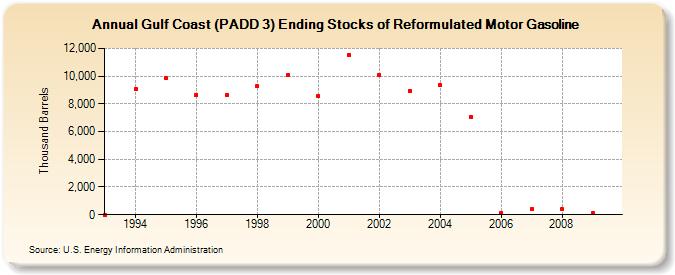 Annual Gulf Coast (PADD 3) Ending Stocks of Reformulated Motor Gasoline
Thousand Barrels
12,000
10,000
8,000
6,000
4,000
2,000
0
1994 1996 1998 2000 2002 2004 2006 2008
Source: U.S. Energy Information Administration